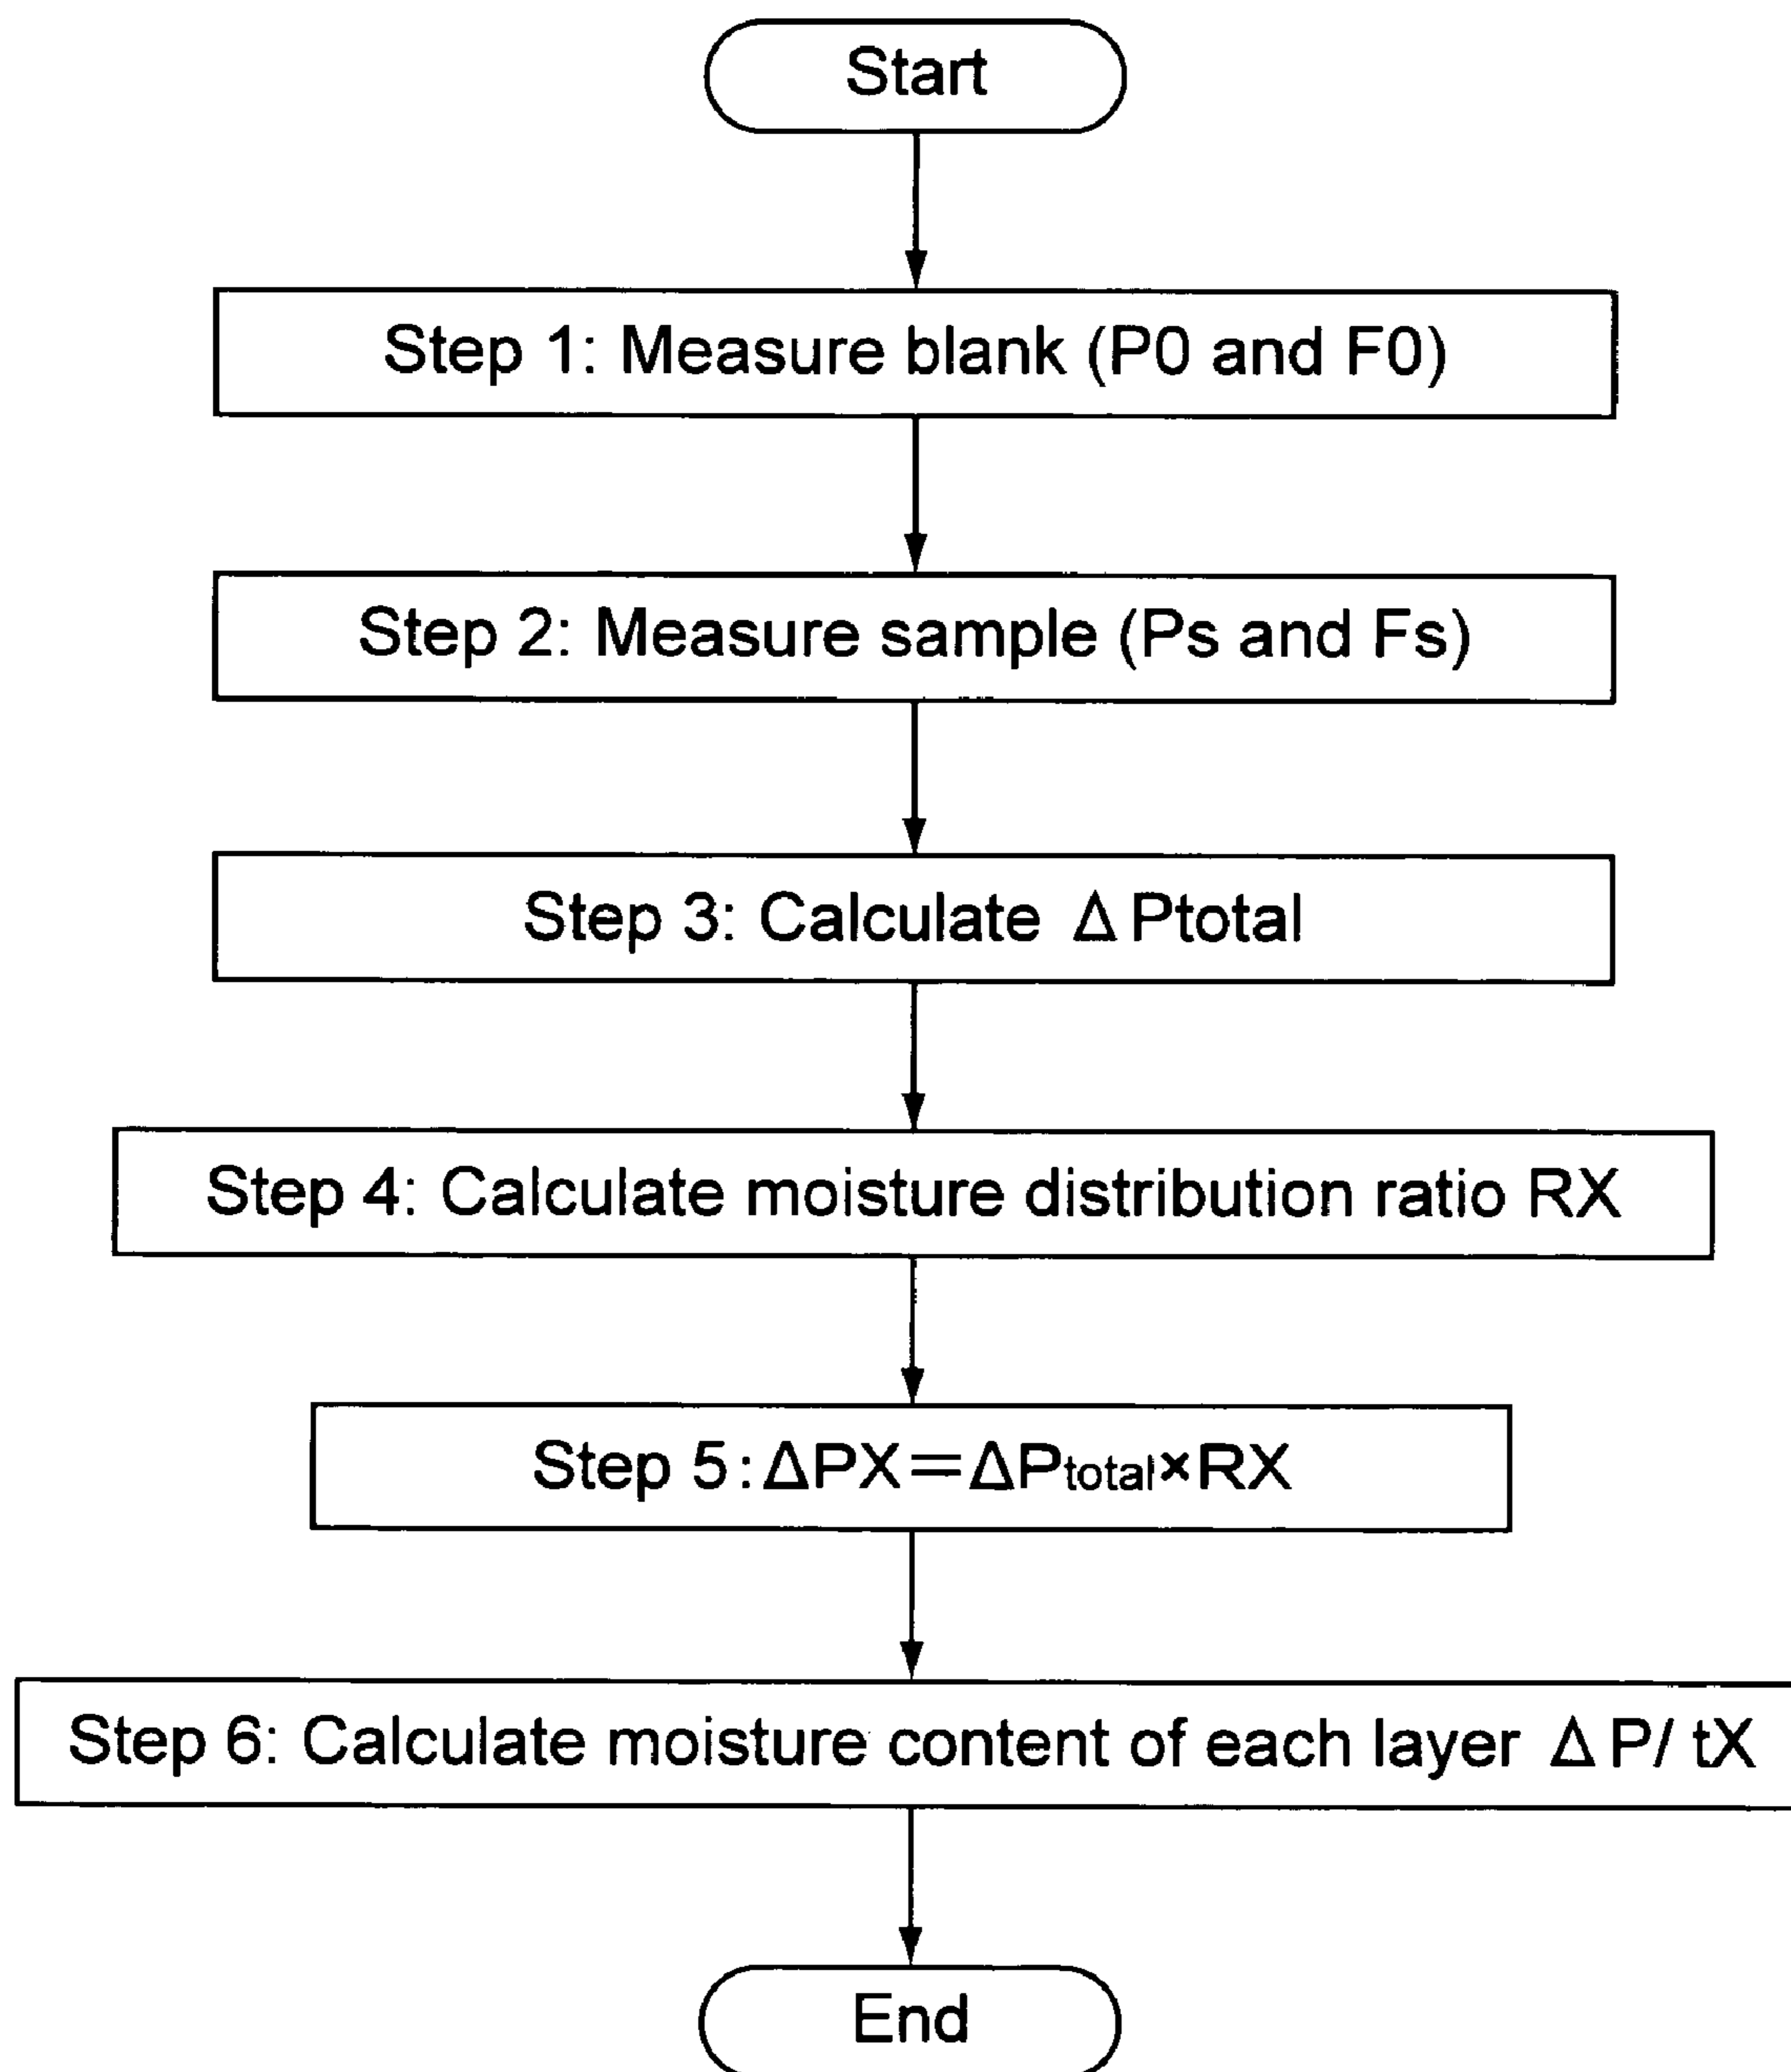 Start
Step 1: Measure blank (P0 and F0)
Step 2: Measure sample (Ps and Fs)
Step 3: Calculate Δ Ptotal
Step 4: Calculate moisture distribution ratio RX
Step 5:ΔPX=ΔPtotal×RX
Step 6: Calculate moisture content of each layer Δ P/ tX
End